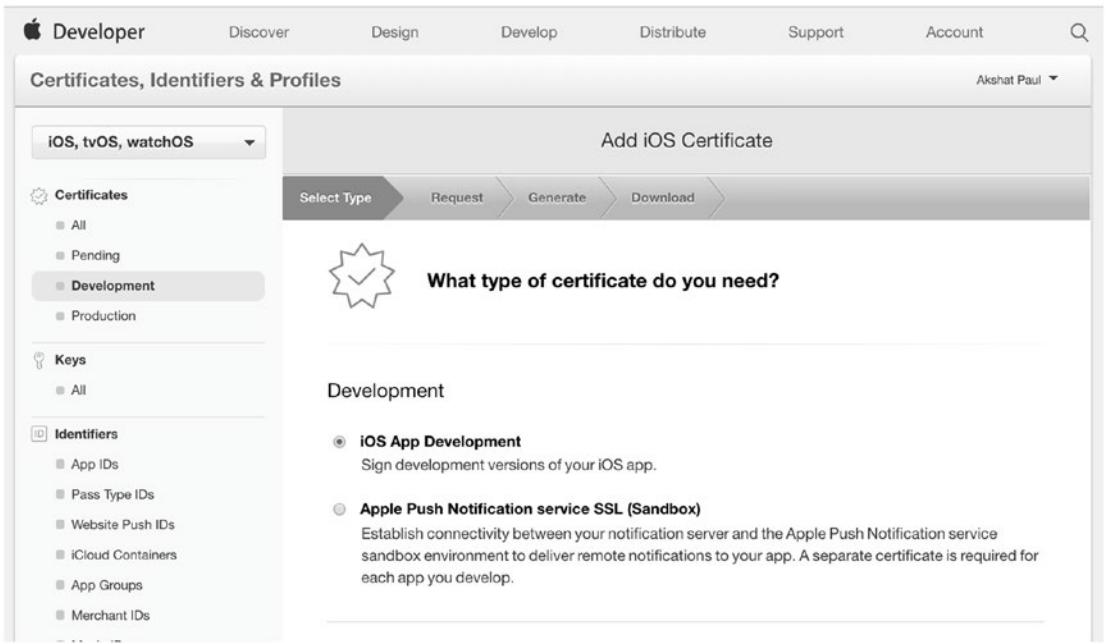 Developer Discover Design Develop Distribute Support Account
Certificates, Identifiers & Profiles Akshat Paul
iOS, tvOS, watchOS
Add iOS Certificate
Certificates
All
Pending
Development
Production
Keys
All
ID Identifiers
App IDs
Pass Type IDs
Website Push IDs
iCloud Containers
App Groups
Merchant IDs
Select Type Request Generate Download
What type of certificate do you need?
Development
iOS App Development
Sign development versions of your iOS app.
Apple Push Notification service SSL (Sandbox)
Establish connectivity between your notification server and the Apple Push Notification service
sandbox environment to deliver remote notifications to your app. A separate certificate is required for
each app you develop.